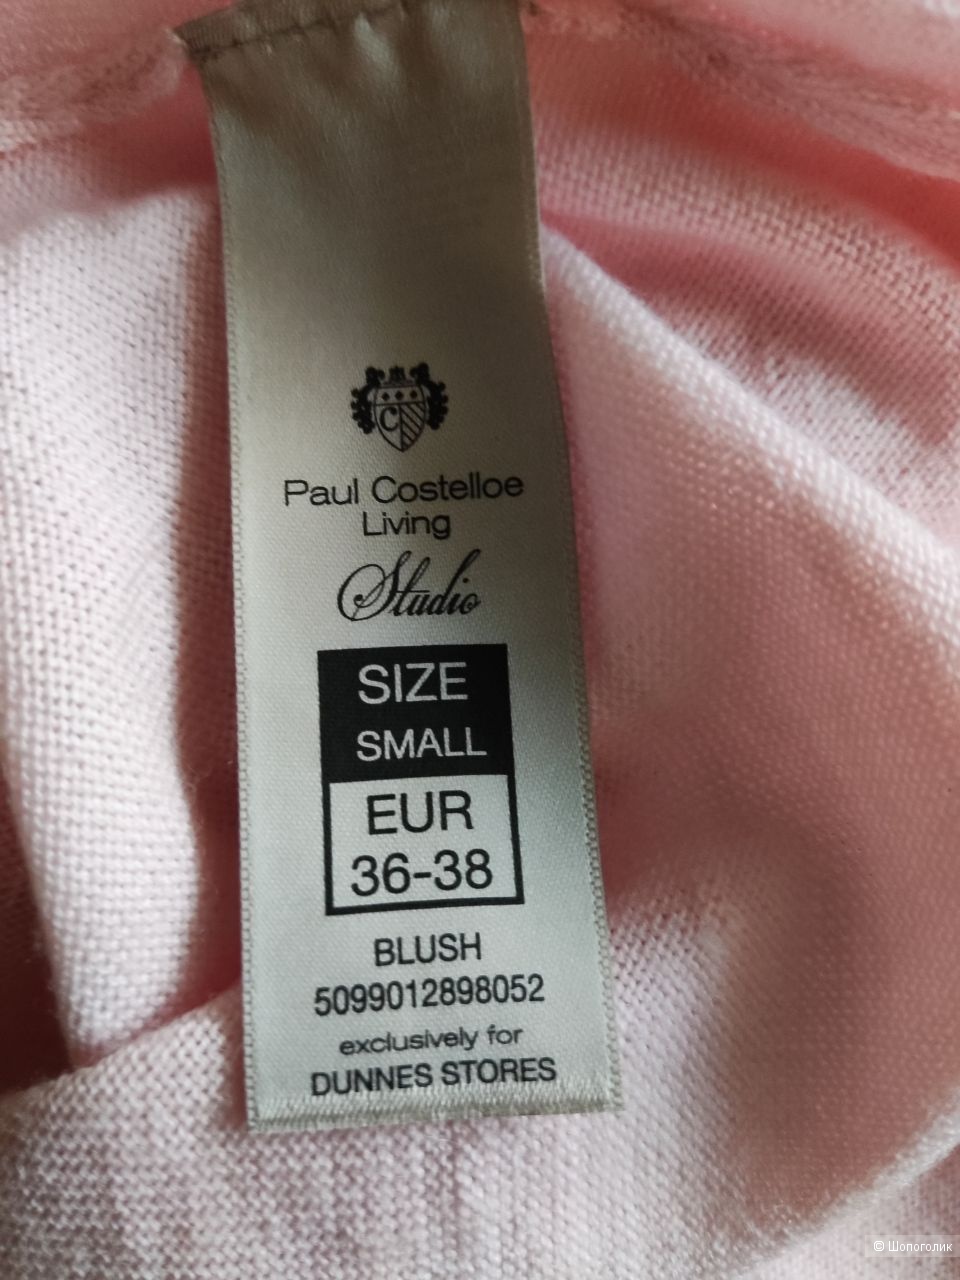 C
Paul Costelloe
Living
Studio
SIZE
SMALL
EUR
36-38
BLUSH
5099012898052
exclusively for
DUNNES STORES
© Шопоголик